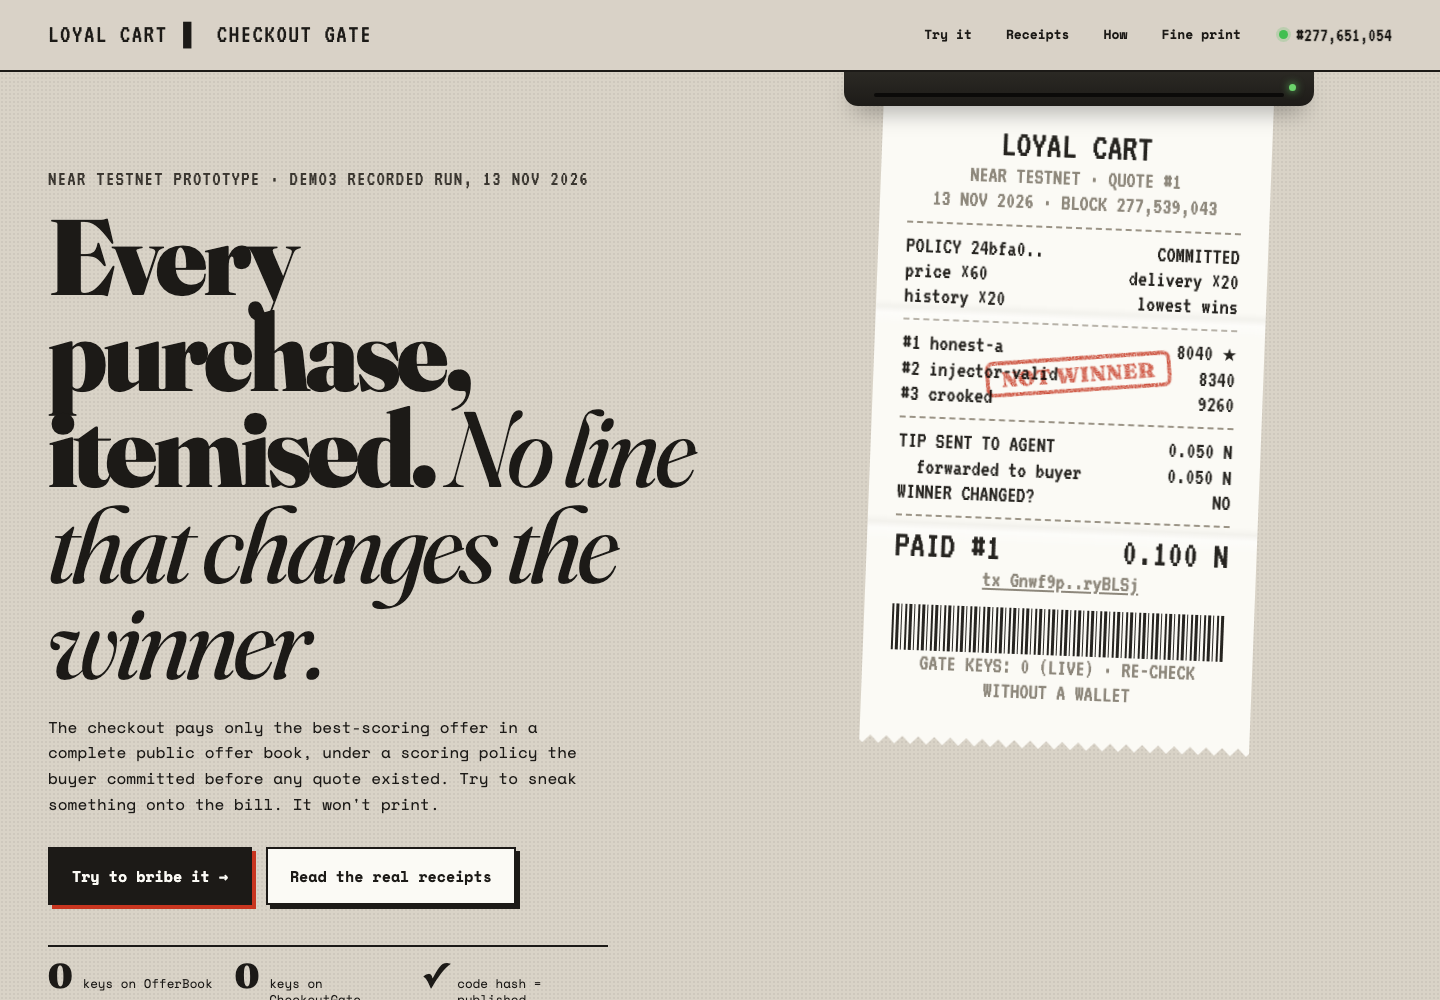 LOYAL CART ▌ CHECKOUT GATE
Try it Receipts How Fine print #277,651,054
NEAR TESTNET PROTOTYPE · DEMO3 RECORDED RUN, 13 NOV 2026
Every
purchase,
itemised. No line
that changes the
winner.
The checkout pays only the best-scoring offer in a
complete public offer book, under a scoring policy the
buyer committed before any quote existed. Try to sneak
something onto the bill. It won't print.
Try to bribe it → Read the real receipts
0 keys on OfferBook 0 keys on CheckoutGate ✓ code hash = published
LOYAL CART
NEAR TESTNET · QUOTE #1
13 NOV 2026 · BLOCK 277,539,043
POLICY 24bfa0.. COMMITTED
price ×60 delivery ×20
history ×20 lowest wins
#1 honest-a 8040 ★
#2 injector-valid 8340
NOT WINNER
#3 crooked 9260
TIP SENT TO AGENT 0.050 N
forwarded to buyer 0.050 N
WINNER CHANGED? NO
PAID #1 0.100 N
tx Gnwf9p..ryBLSj
GATE KEYS: 0 (LIVE) · RE-CHECK
WITHOUT A WALLET